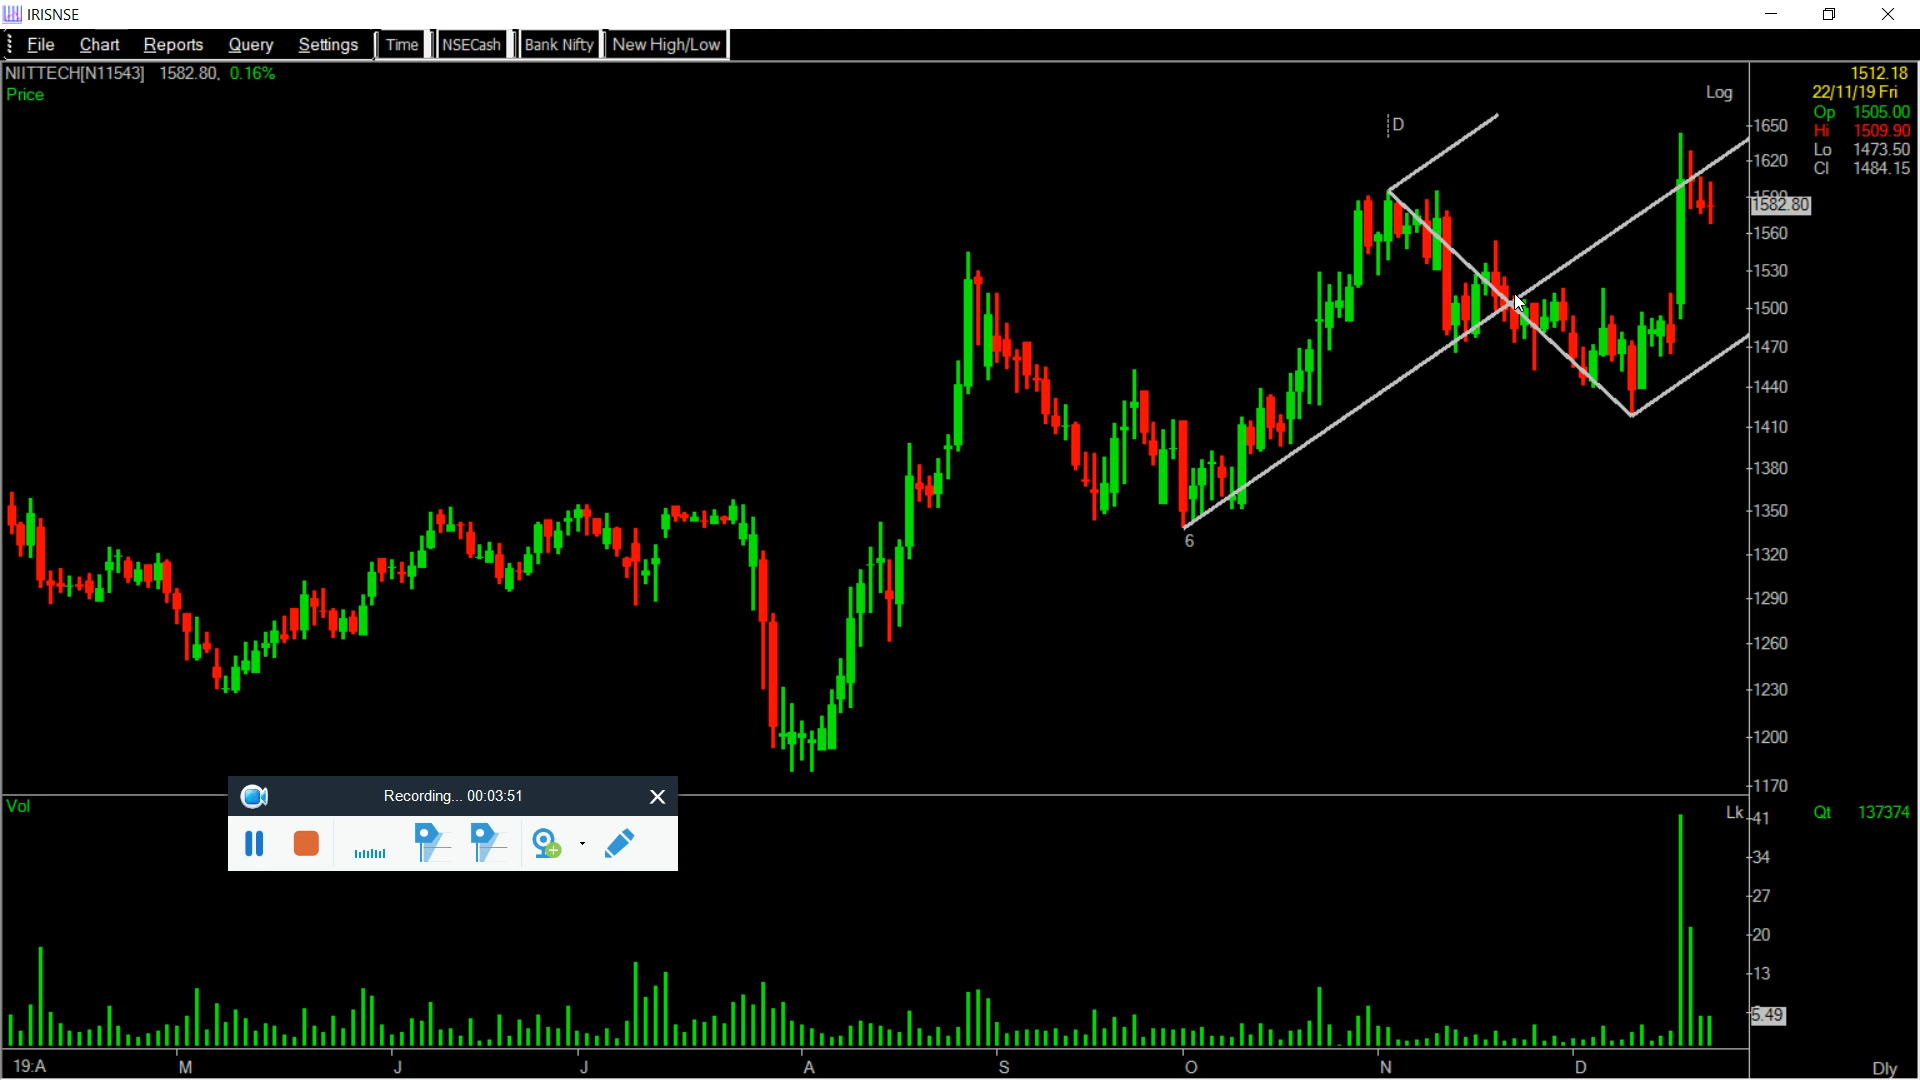 IRISNSE
File Chart Reports Query Settings Time NSECash Bank Nifty New High/Low
NIITTECH[N11543] 1582.80, 0.16%
Price
Log
D
6
1650
1620
1590
1582.80
1560
1530
1500
1470
1440
1410
1380
1350
1320
1290
1260
1230
1200
1170
1512.18
22/11/19 Fri
Op 1505.00
Hi 1509.90
Lo 1473.50
Cl 1484.15
Recording... 00:03:51
Vol
Lk
41
34
27
20
13
5.49
Qt 137374
19:A M J J A S O N D
Dly